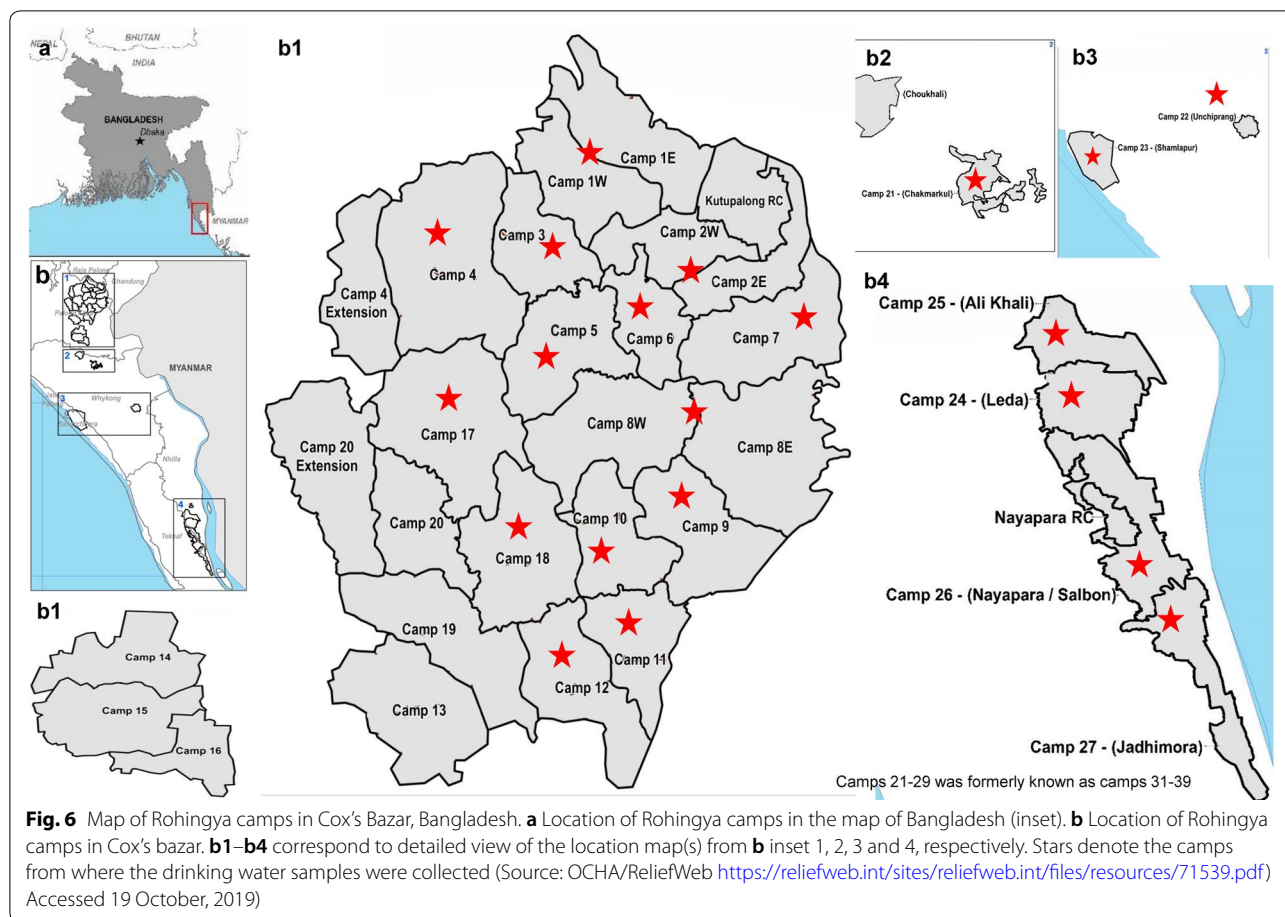 a
NEPAL
BHUTAN
INDIA
BANGLADESH
Dhaka
MYANMAR
b
1
Raja Palong
Ghandung
2
MYANMAR
3
Whykong
Nhilla
4
Teknaf
b1
Camp 14
Camp 15
Camp 16
b1
Camp 1E
Camp 1W
Kutupalong RC
Camp 3
Camp 2W
Camp 4
Camp 2E
Camp 4
Extension
Camp 5
Camp 6
Camp 7
Camp 17
Camp 8W
Camp 8E
Camp 20
Extension
Camp 20
Camp 10
Camp 9
Camp 18
Camp 19
Camp 11
Camp 12
Camp 13
b2
2
(Choukhali)
Camp 21 - (Chakmarkul)
b3
3
Camp 22 (Unchiprang)
Camp 23 - (Shamlapur)
b4
Camp 25 - (Ali Khali)
Camp 24 - (Leda)
Nayapara RC
Camp 26 - (Nayapara / Salbon)
Camp 27 - (Jadhimora)
Camps 21-29 was formerly known as camps 31-39
Fig. 6 Map of Rohingya camps in Cox's Bazar, Bangladesh. a Location of Rohingya camps in the map of Bangladesh (inset). b Location of Rohingya
camps in Cox's bazar. b1–b4 correspond to detailed view of the location map(s) from b inset 1, 2, 3 and 4, respectively. Stars denote the camps
from where the drinking water samples were collected (Source: OCHA/ReliefWeb https://reliefweb.int/sites/reliefweb.int/files/resources/71539.pdf)
Accessed 19 October, 2019)